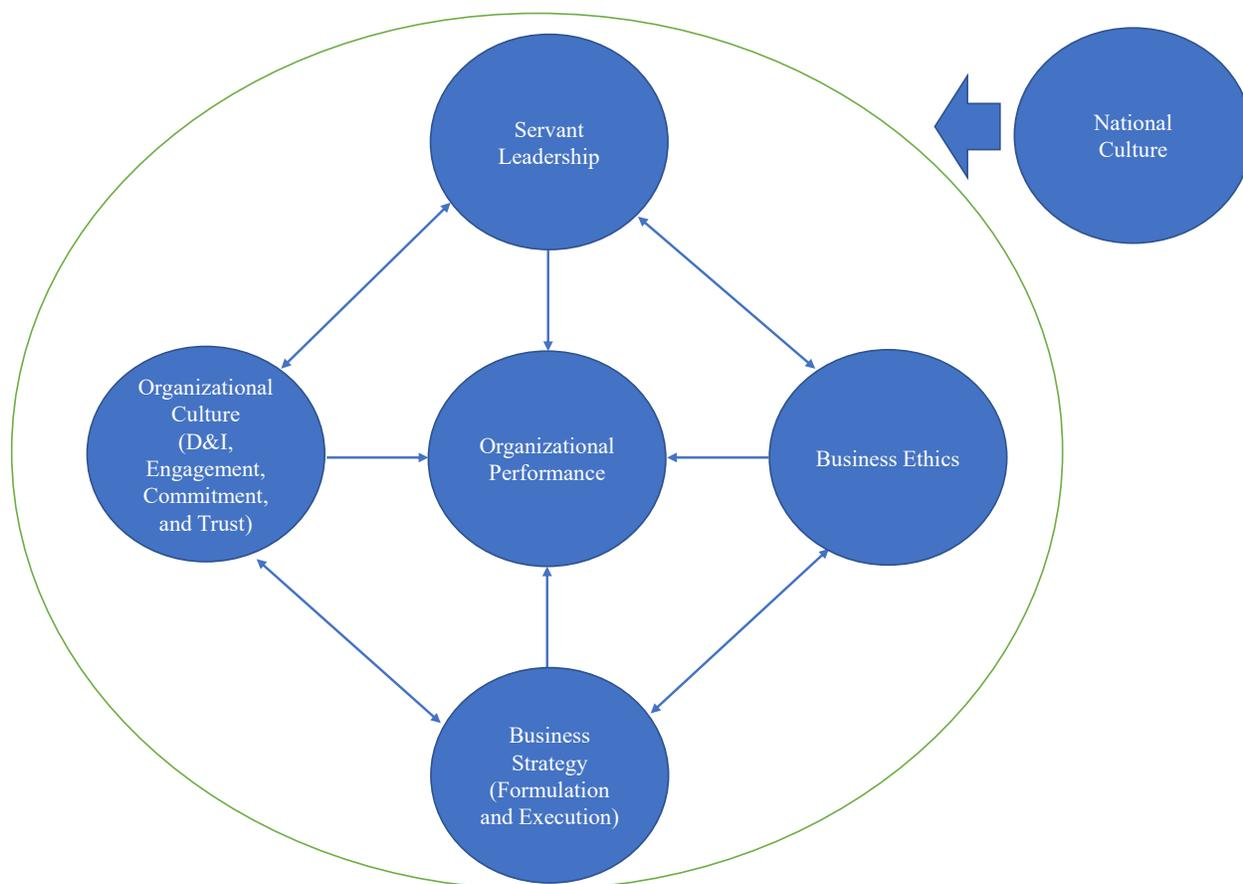 Servant
Leadership
National
Culture
Organizational
Culture
(D&I,
Engagement,
Commitment,
and Trust)
Organizational
Performance
Business Ethics
Business
Strategy
(Formulation
and Execution)